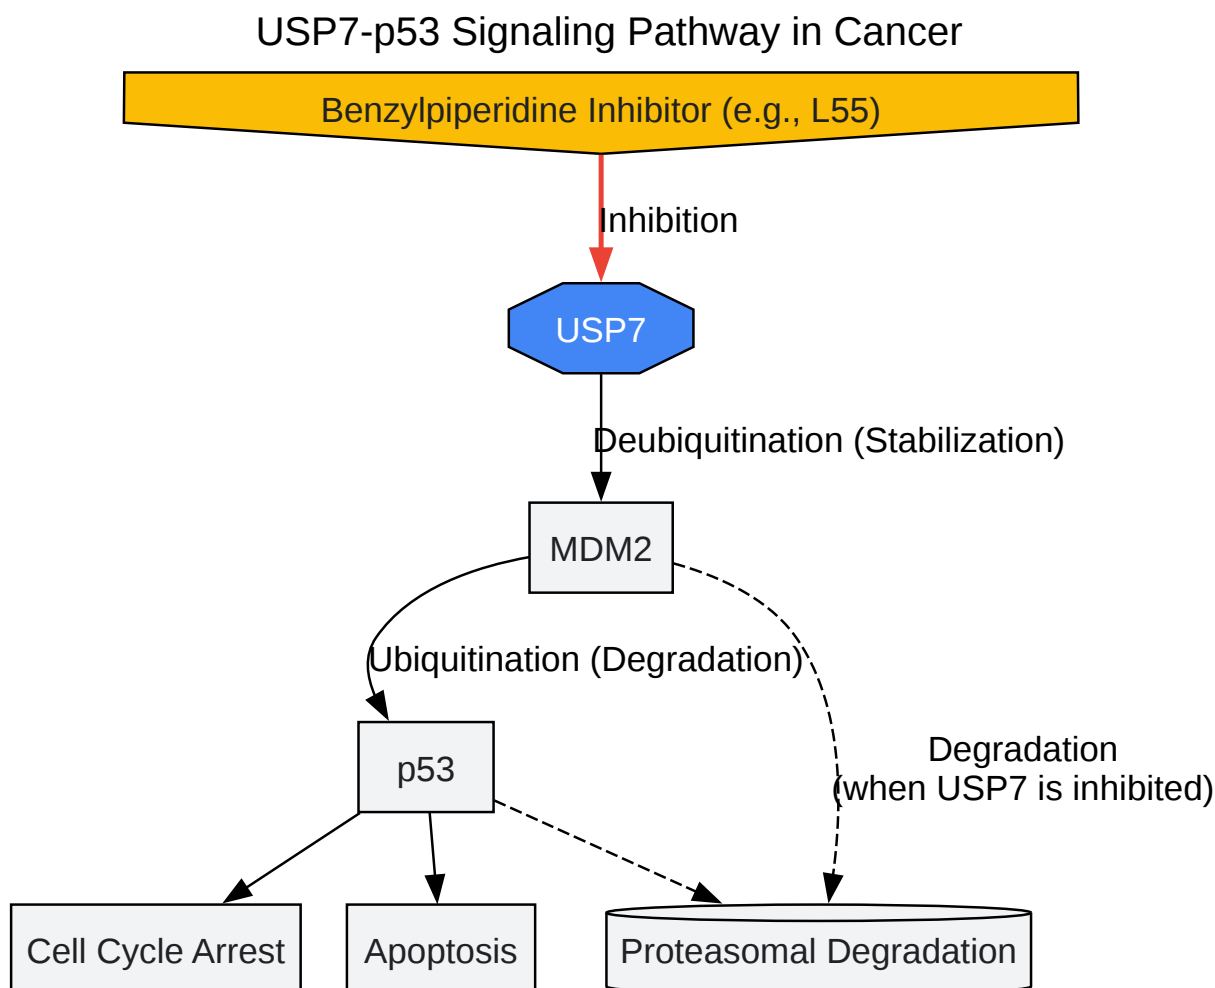 USP7-p53 Signaling Pathway in Cancer
Benzylpiperidine Inhibitor (e.g., L55)
Inhibition
USP7
Deubiquitination (Stabilization)
MDM2
Ubiquitination (Degradation)
Degradation
(when USP7 is inhibited)
p53
Cell Cycle Arrest
Apoptosis
Proteasomal Degradation